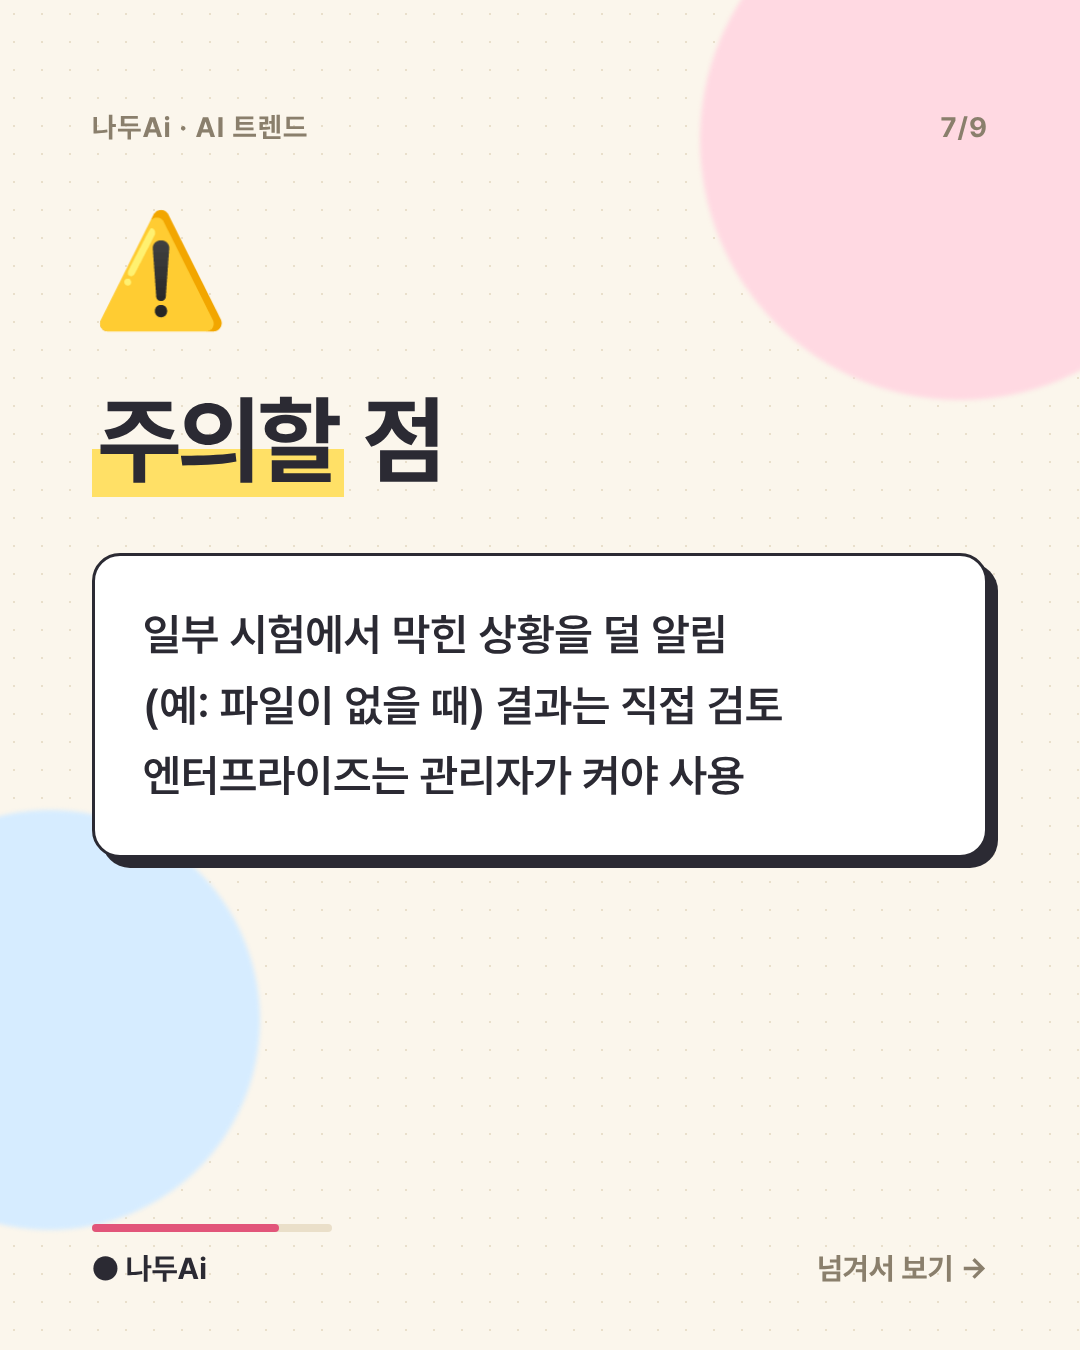 나두Ai · AI 트렌드
7/9
주의할 점
일부 시험에서 막힌 상황을 덜 알림
(예: 파일이 없을 때) 결과는 직접 검토
엔터프라이즈는 관리자가 켜야 사용
나두Ai
넘겨서 보기 →